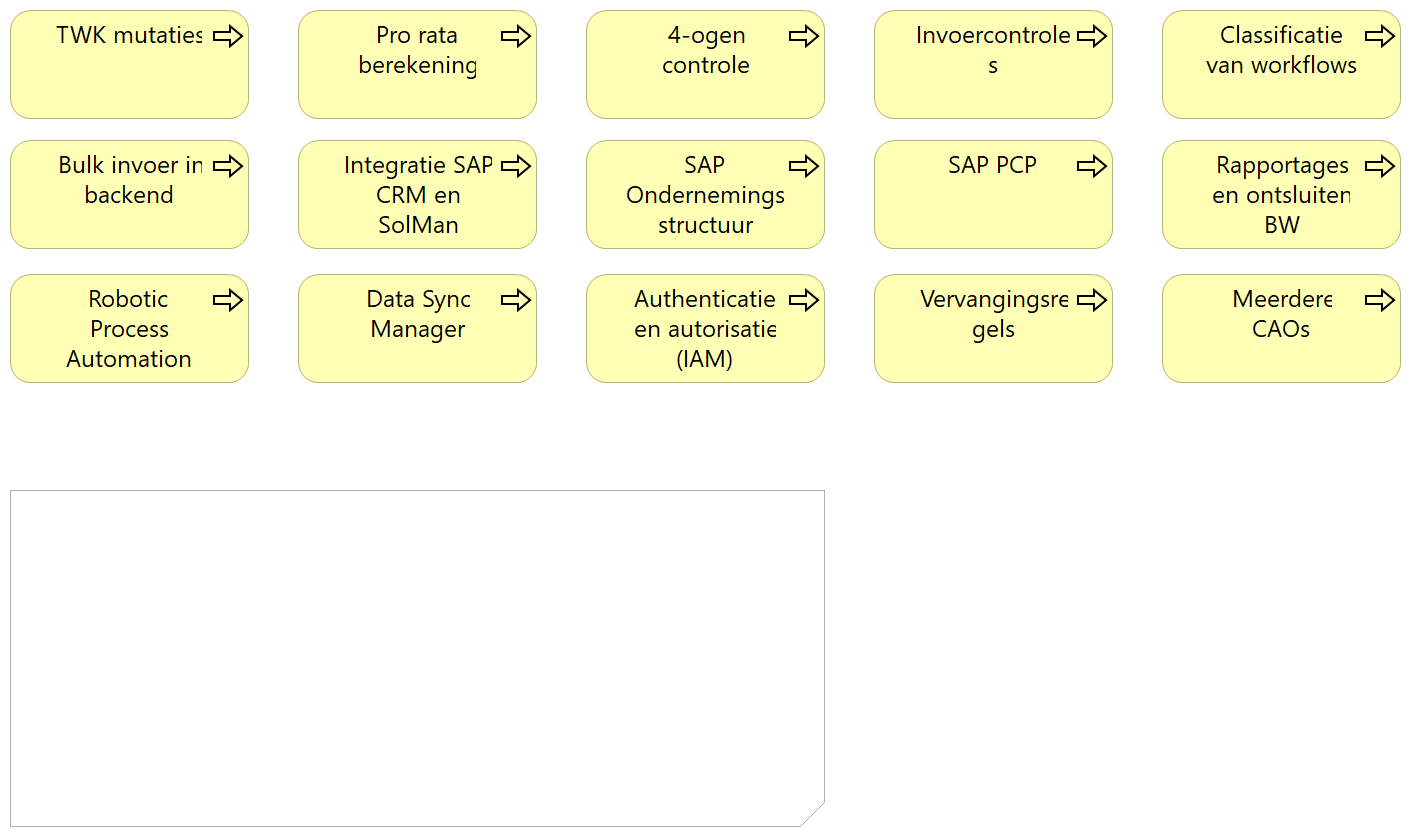 TWK mutaties
Pro rata
berekening
4-ogen
controle
Invoercontrole
s
Classificatie
van workflows
Bulk invoer in
backend
Integratie SAP
CRM en
SolMan
SAP
Ondernemings
structuur
SAP PCP
Rapportages
en ontsluiten
BW
Robotic
Process
Automation
Data Sync
Manager
Authenticatie
en autorisatie
(IAM)
Vervangingsre
gels
Meerdere
CAOs